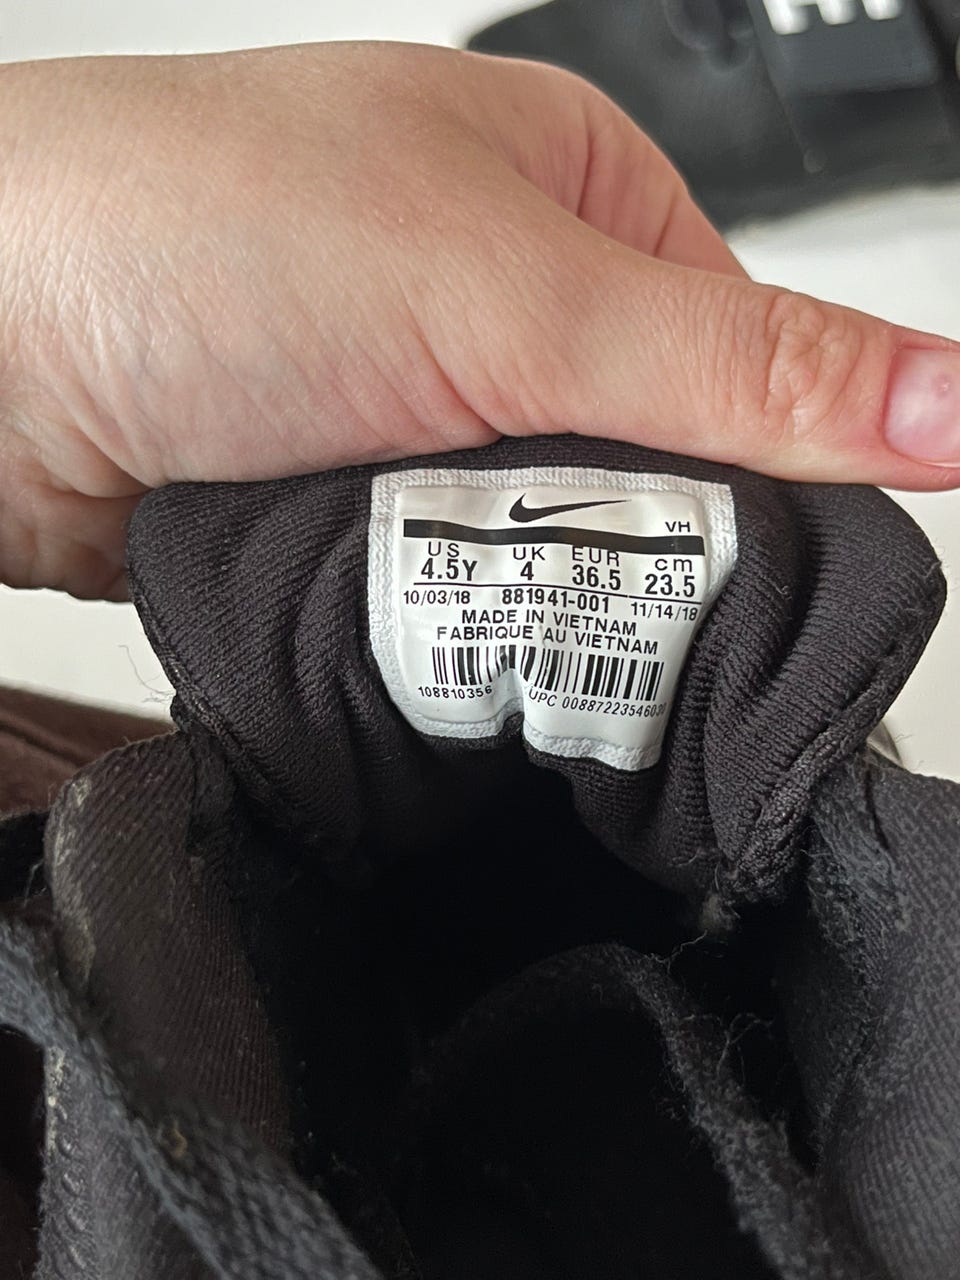 VH
US UK EUR cm
4.5Y 4 36.5 23.5
10/03/18 881941-001 11/14/18
MADE IN VIETNAM
FABRIQUE AU VIETNAM
108810356 UPC